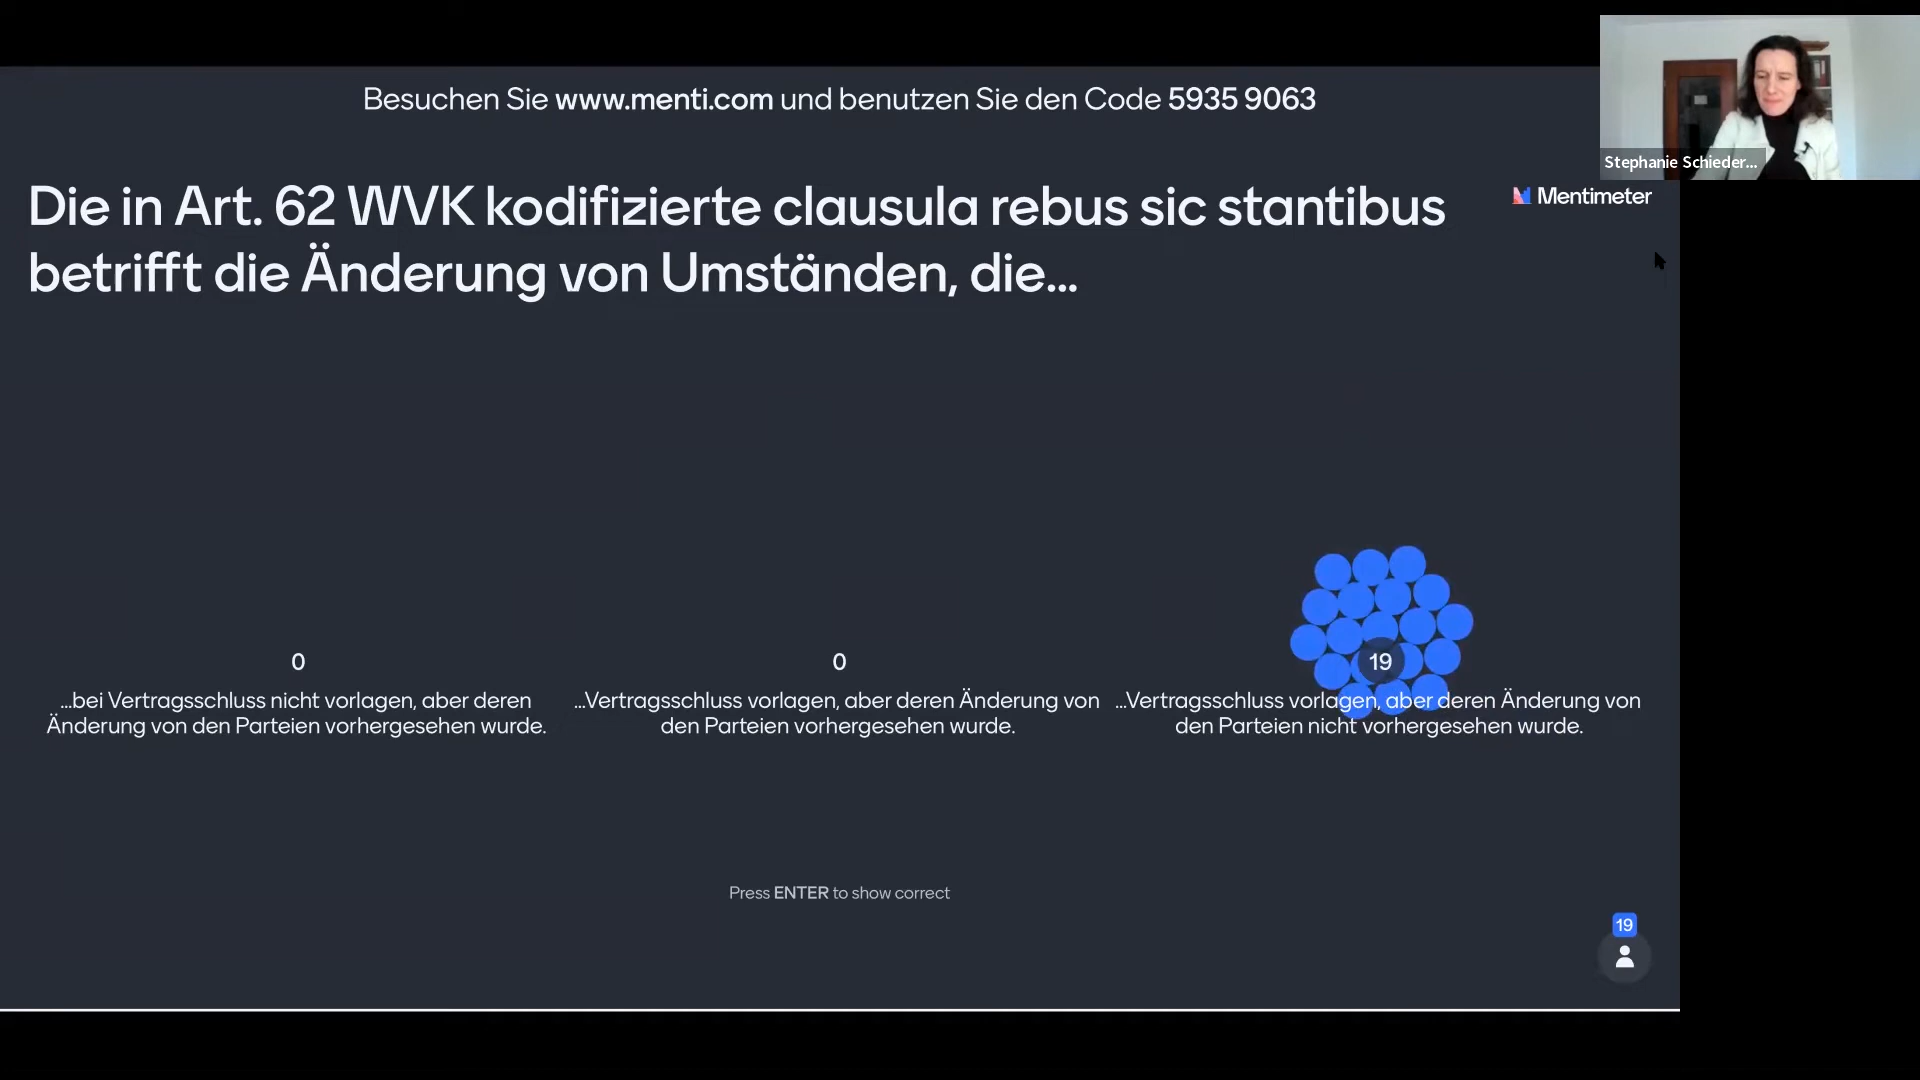 Besuchen Sie www.menti.com und benutzen Sie den Code 5935 9063
Stephanie Schieder...
Mentimeter
Die in Art. 62 WVK kodifizierte clausula rebus sic stantibus
betrifft die Änderung von Umständen, die...
0
...bei Vertragsschluss nicht vorlagen, aber deren
Änderung von den Parteien vorhergesehen wurde.
0
...Vertragsschluss vorlagen, aber deren Änderung von
den Parteien vorhergesehen wurde.
19
...Vertragsschluss vorlagen, aber deren Änderung von
den Parteien nicht vorhergesehen wurde.
Press ENTER to show correct
19